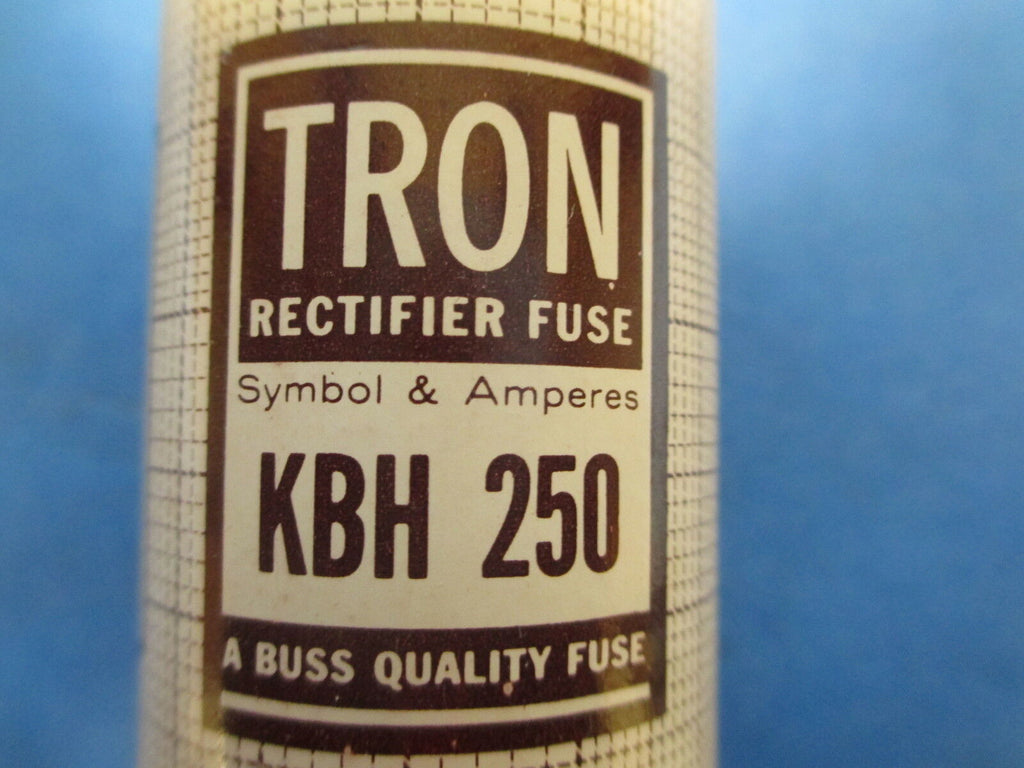 TRON
RECTIFIER FUSE
Symbol & Amperes
KBH 250
A BUSS QUALITY FUSE